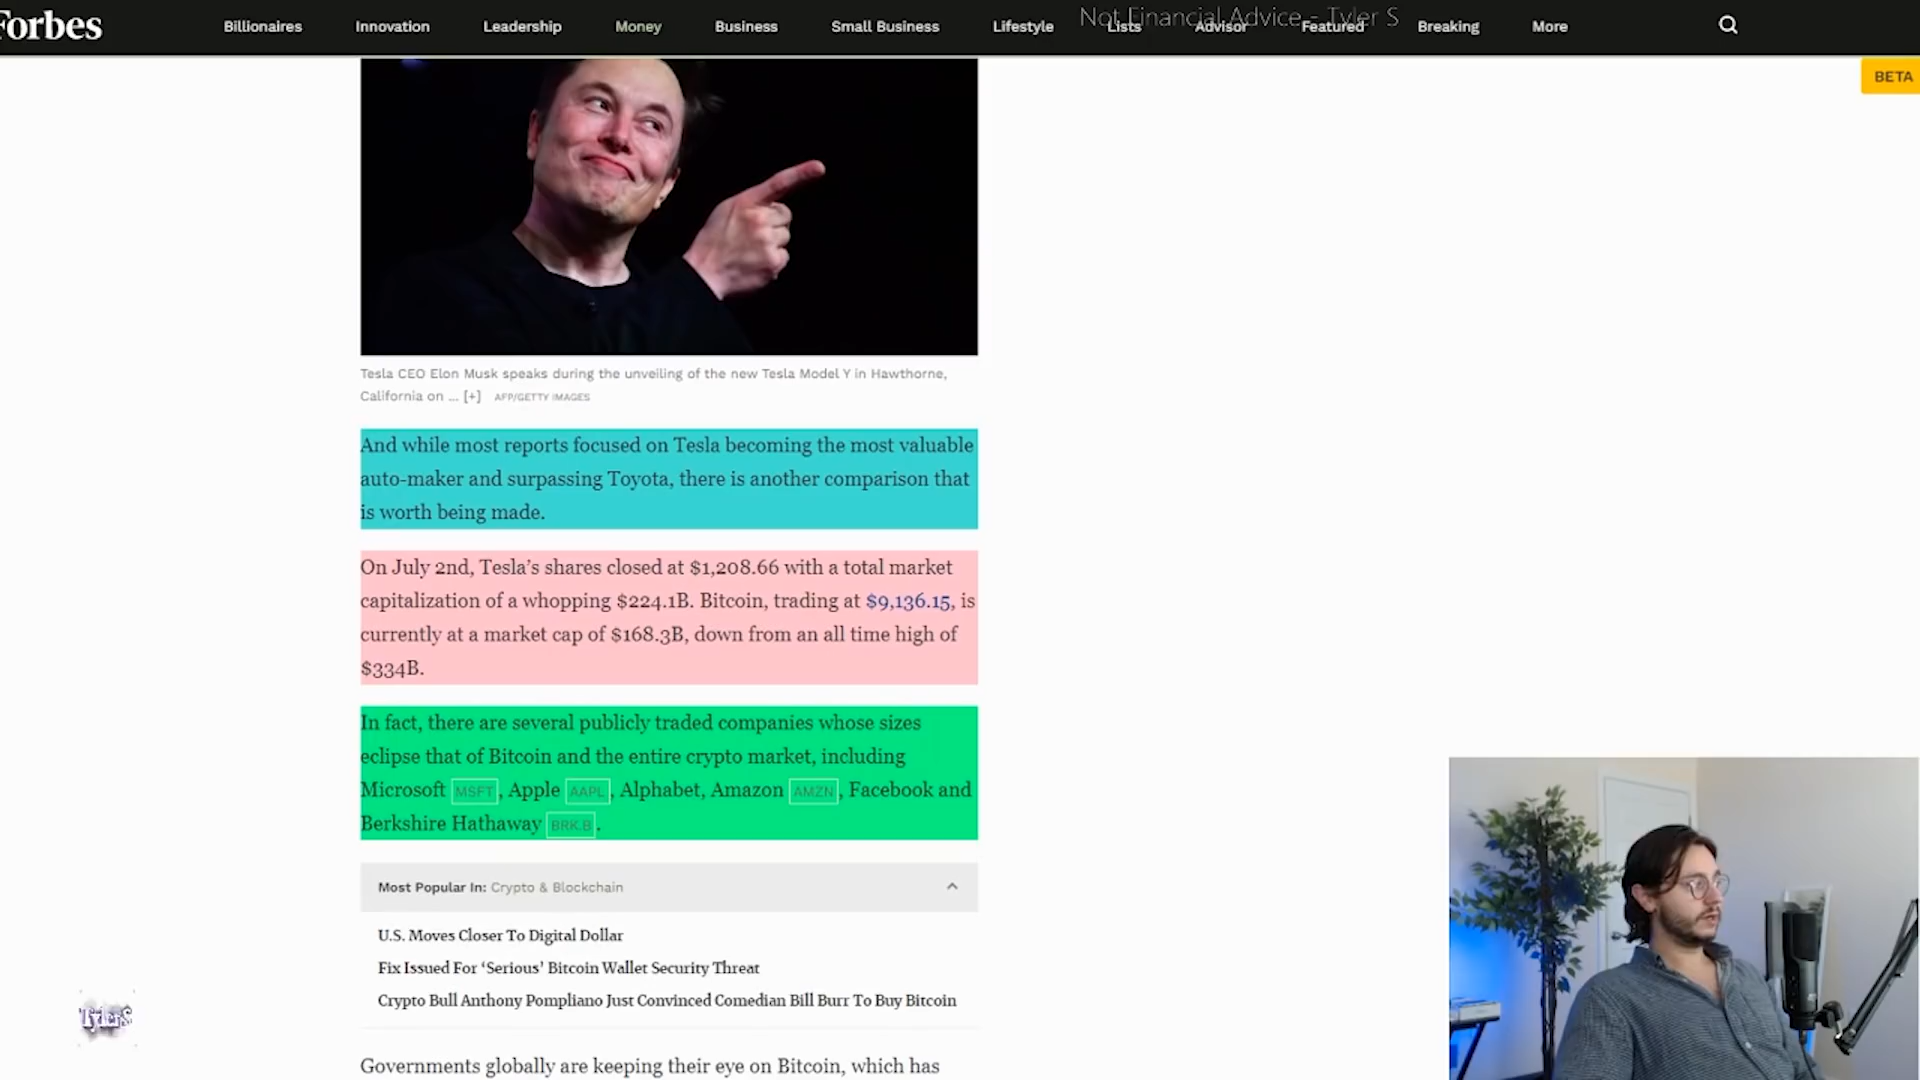 Forbes
Billionaires Innovation Leadership Money Business Small Business Lifestyle Lists Advisor Featured Breaking More
Not Financial Advice - Tyler S
BETA
Tesla CEO Elon Musk speaks during the unveiling of the new Tesla Model Y in Hawthorne,
California on ... [+] AFP/GETTY IMAGES
And while most reports focused on Tesla becoming the most valuable
auto-maker and surpassing Toyota, there is another comparison that
is worth being made.
On July 2nd, Tesla’s shares closed at $1,208.66 with a total market
capitalization of a whopping $224.1B. Bitcoin, trading at $9,136.15, is
currently at a market cap of $168.3B, down from an all time high of
$334B.
In fact, there are several publicly traded companies whose sizes
eclipse that of Bitcoin and the entire crypto market, including
Microsoft MSFT , Apple AAPL , Alphabet, Amazon AMZN , Facebook and
Berkshire Hathaway BRK.B .
Most Popular In: Crypto & Blockchain
U.S. Moves Closer To Digital Dollar
Fix Issued For ‘Serious’ Bitcoin Wallet Security Threat
Crypto Bull Anthony Pompliano Just Convinced Comedian Bill Burr To Buy Bitcoin
TylerS
Governments globally are keeping their eye on Bitcoin, which has